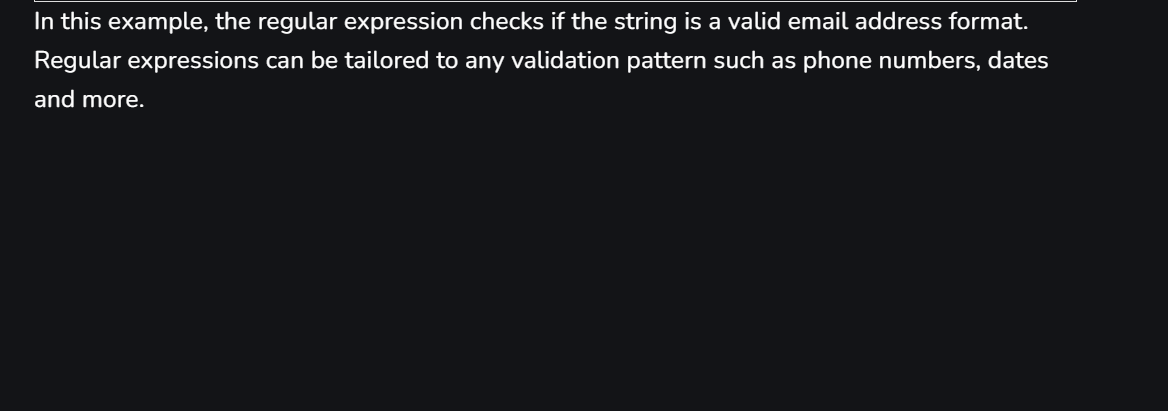 In this example, the regular expression checks if the string is a valid email address format.
Regular expressions can be tailored to any validation pattern such as phone numbers, dates
and more.